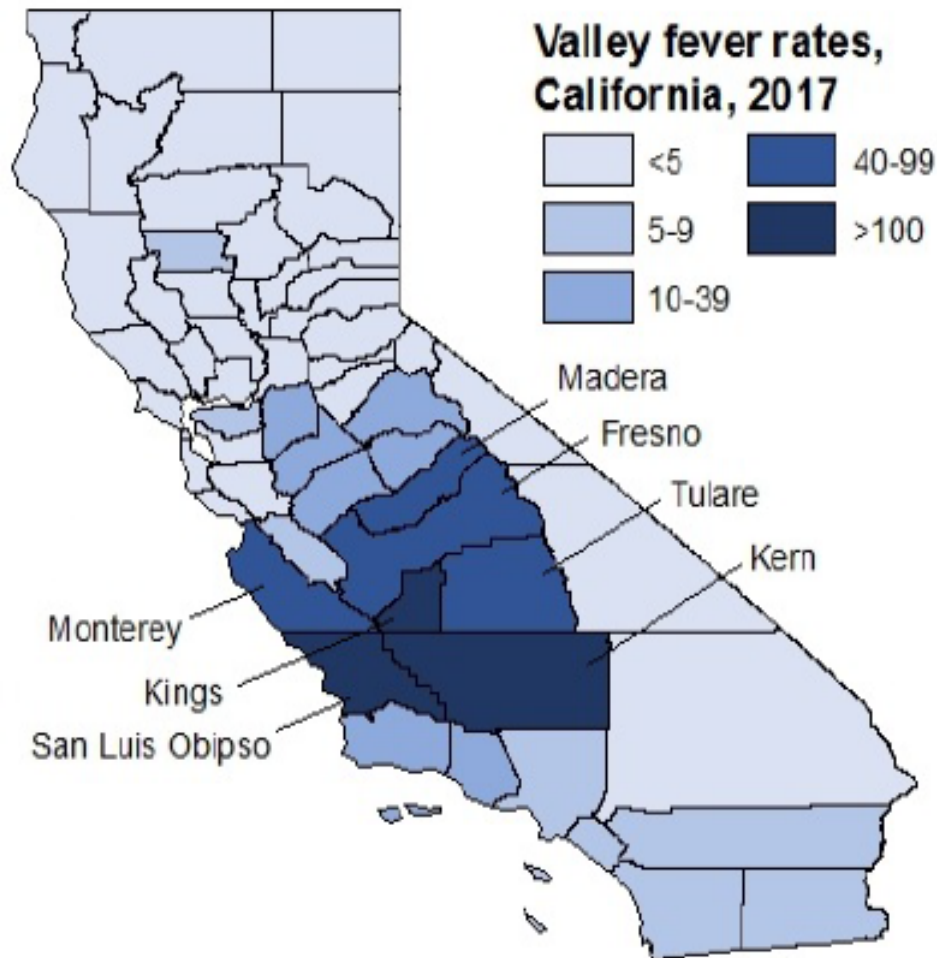 Valley fever rates,
California, 2017
<5
40-99
5-9
>100
10-39
Madera
Fresno
Tulare
Kern
Monterey
Kings
San Luis Obipso